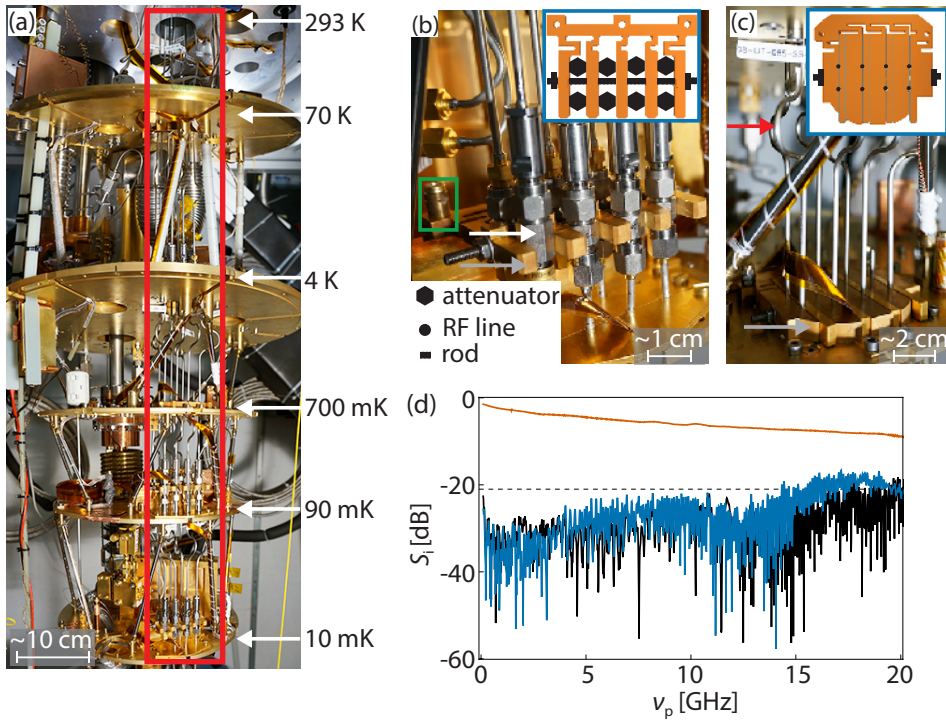 (a)
293 K
70 K
4 K
700 mK
90 mK
10 mK
~10 cm
(b)
attenuator
RF line
rod
~1 cm
(c)
~2 cm
(d)
0
-20
-40
-60
S_i [dB]
0
5
10
15
20
ν_p [GHz]